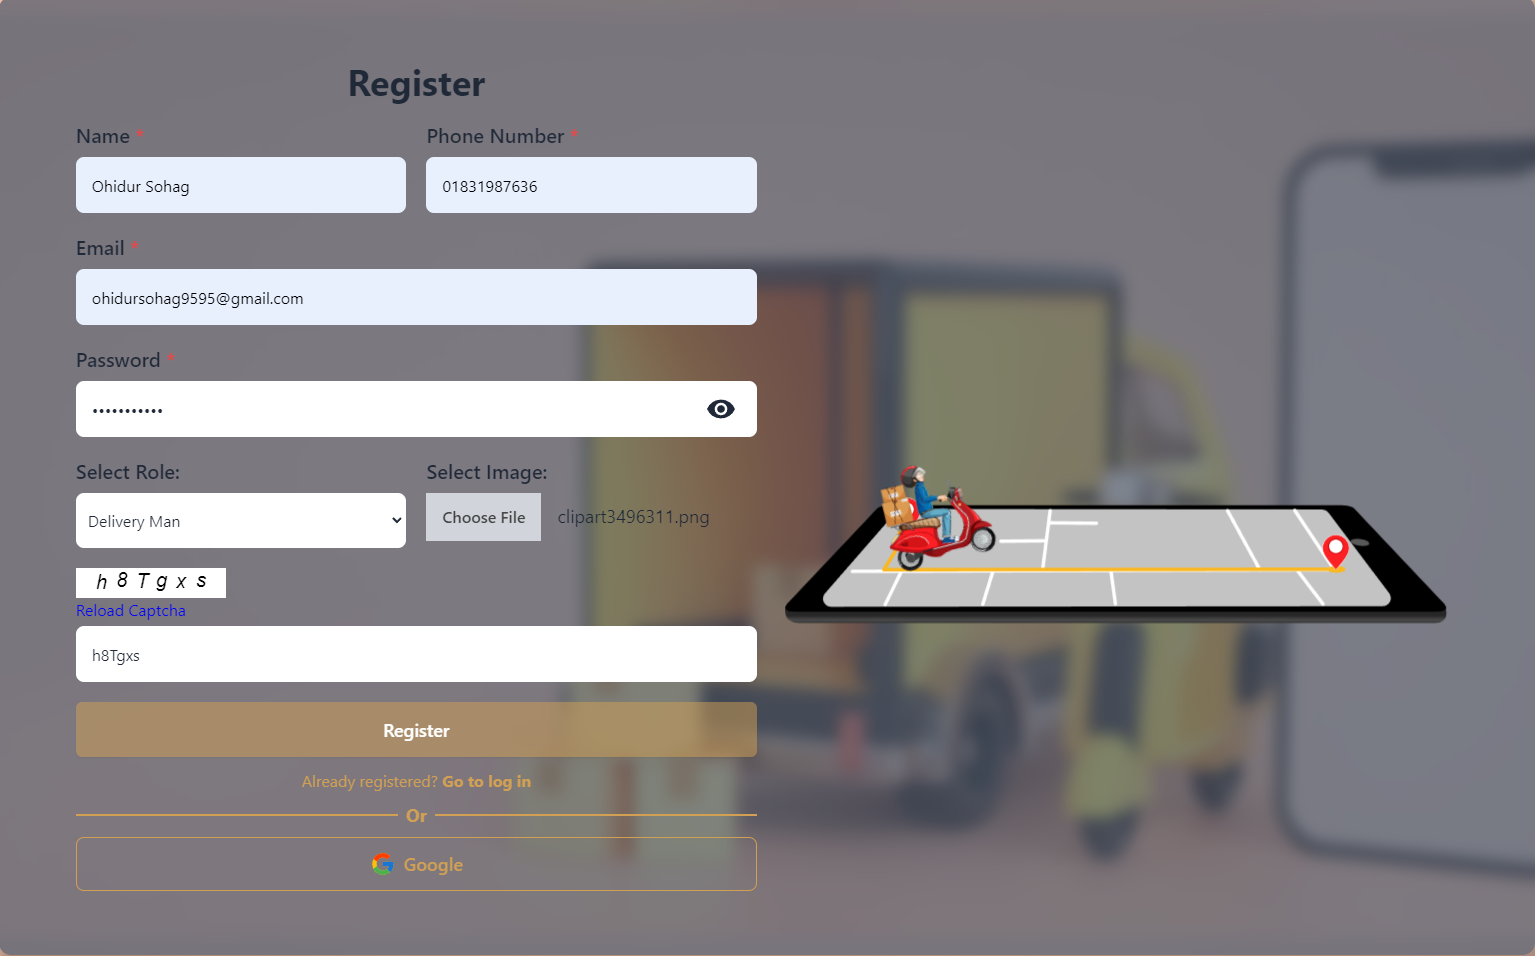 Register
Name * Phone Number *
Ohidur Sohag 01831987636
Email *
ohidursohag9595@gmail.com
Password *
•••••••••••
Select Role: Select Image:
Delivery Man Choose File clipart3496311.png
h 8 T g x s
Reload Captcha
h8Tgxs
Register
Already registered? Go to log in
Or
Google